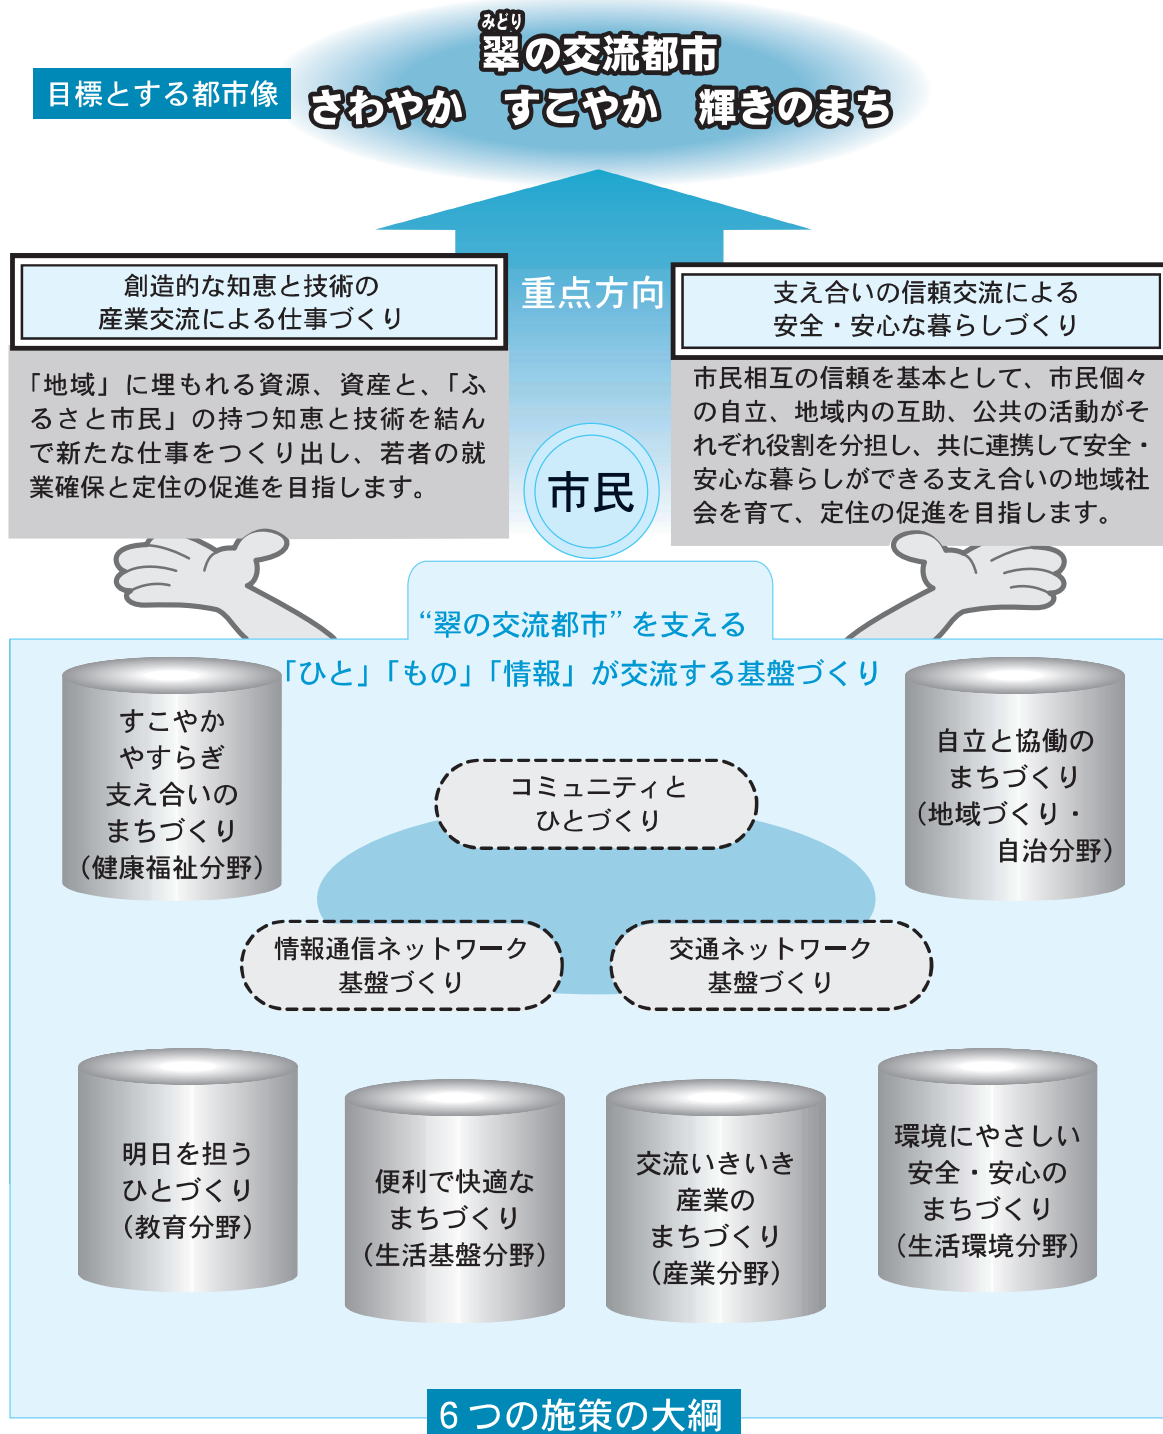 みどり
翠の交流都市
目標とする都市像
さわやか　すこやか　輝きのまち
重点方向
創造的な知恵と技術の
産業交流による仕事づくり
「地域」に埋もれる資源、資産と、「ふ
るさと市民」の持つ知恵と技術を結ん
で新たな仕事をつくり出し、若者の就
業確保と定住の促進を目指します。
支え合いの信頼交流による
安全・安心な暮らしづくり
市民相互の信頼を基本として、市民個々
の自立、地域内の互助、公共の活動がそ
れぞれ役割を分担し、共に連携して安全・
安心な暮らしができる支え合いの地域社
会を育て、定住の促進を目指します。
市民
“翠の交流都市”を支える
「ひと」「もの」「情報」が交流する基盤づくり
すこやか
やすらぎ
支え合いの
まちづくり
（健康福祉分野）
自立と協働の
まちづくり
（地域づくり・
自治分野）
コミュニティと
ひとづくり
情報通信ネットワーク
基盤づくり
交通ネットワーク
基盤づくり
明日を担う
ひとづくり
（教育分野）
便利で快適な
まちづくり
（生活基盤分野）
交流いきいき
産業の
まちづくり
（産業分野）
環境にやさしい
安全・安心の
まちづくり
（生活環境分野）
6つの施策の大綱